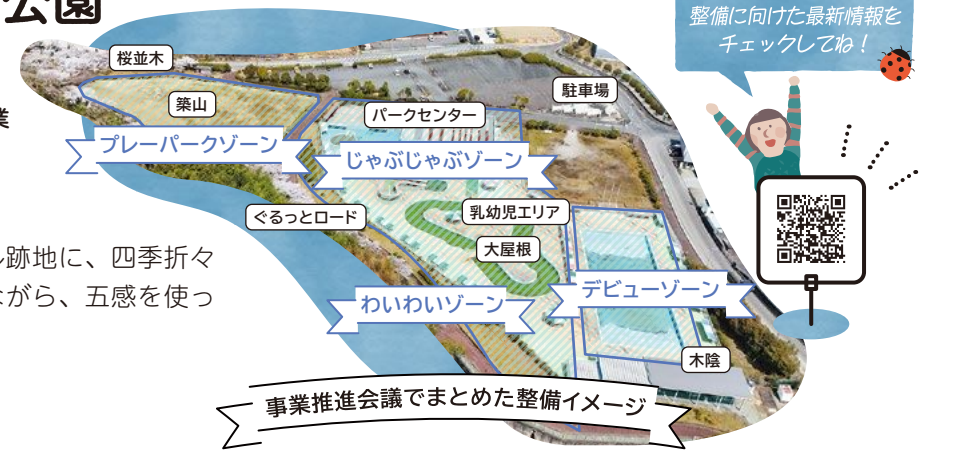 公園
整備に向けた最新情報を
チェックしてね！
桜並木
築山
業
パークセンター
駐車場
プレーパークゾーン
じゃぶじゃぶゾーン
ぐるっとロード
乳幼児エリア
大屋根
跡地に、四季折々
ながら、五感を使っ
わいわいゾーン
デビューゾーン
木陰
事業推進会議でまとめた整備イメージ